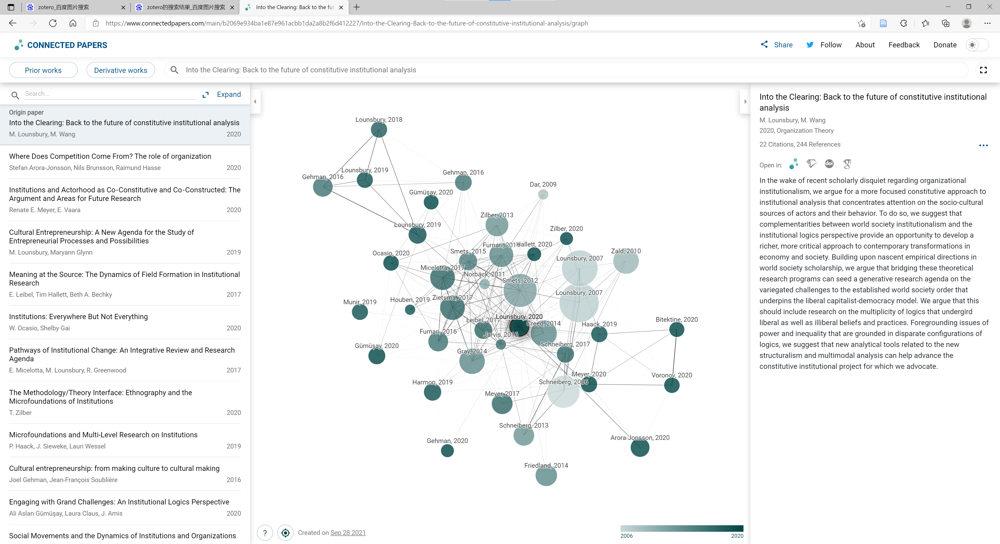 zotero_百度图片搜索
zotero的搜索结果_百度图片搜索
Into the Clearing: Back to the fut
https://www.connectedpapers.com/main/b2069e934ba1e87e961acbb1da2a8b2f6d412227/Into-the-Clearing-Back-to-the-future-of-constitutive-institutional-analysis/graph
CONNECTED PAPERS
Share
Follow
About
Feedback
Donate
Prior works
Derivative works
Into the Clearing: Back to the future of constitutive institutional analysis
Search...
Expand
Origin paper
Into the Clearing: Back to the future of constitutive institutional analysis
M. Lounsbury, M. Wang 2020
Where Does Competition Come From? The role of organization
Stefan Arora-Jonsson, Nils Brunsson, Raimund Hasse 2020
Institutions and Actorhood as Co-Constitutive and Co-Constructed: The
Argument and Areas for Future Research
Renate E. Meyer, E. Vaara 2020
Cultural Entrepreneurship: A New Agenda for the Study of
Entrepreneurial Processes and Possibilities
M. Lounsbury, Maryann Glynn 2019
Meaning at the Source: The Dynamics of Field Formation in Institutional
Research
E. Leibel, Tim Hallett, Beth A. Bechky 2017
Institutions: Everywhere But Not Everything
W. Ocasio, Shelby Gai 2020
Pathways of Institutional Change: An Integrative Review and Research
Agenda
E. Micelotta, M. Lounsbury, R. Greenwood 2017
The Methodology/Theory Interface: Ethnography and the
Microfoundations of Institutions
T. Zilber 2020
Microfoundations and Multi-Level Research on Institutions
P. Haack, J. Sieweke, Lauri Wessel 2019
Cultural entrepreneurship: from making culture to cultural making
Joel Gehman, Jean-François Soublière 2016
Engaging with Grand Challenges: An Institutional Logics Perspective
Ali Aslan Gümüşay, Laura Claus, J. Amis 2020
Social Movements and the Dynamics of Institutions and Organizations
Lounsbury, 2018
Lounsbury, 2019
Gehman, 2016
Gehman, 2016
Dar, 2009
Gümüşay, 2020
Zilber, 2013
Lounsbury, 2019
Zilber, 2020
Furnari, 2014
Hallett, 2020
Smets, 2015
Ocasio, 2020
Zald, 2010
Lounsbury, 2007
Micelotta, 2017
Norbäck, 2011
Smets, 2012
Lounsbury, 2007
Zietsma, 2017
Houben, 2019
Munir, 2019
Lounsbury, 2020
Leibel, 2017
Creed, 2014
Haack, 2019
Bitektine, 2020
Furnari, 2016
Jarvis, 2016
Schneiberg, 2017
Gümüşay, 2020
Gray, 2014
Meyer, 2020
Voronov, 2020
Harmon, 2019
Schneiberg, 2006
Meyer, 2017
Schneiberg, 2013
Gehman, 2020
Arora-Jonsson, 2020
Friedland, 2014
?
Created on Sep 28 2021
2006 2020
Into the Clearing: Back to the future of constitutive institutional
analysis
M. Lounsbury, M. Wang
2020, Organization Theory
22 Citations, 244 References
Open in:
doi
In the wake of recent scholarly disquiet regarding organizational
institutionalism, we argue for a more focused constitutive approach to
institutional analysis that concentrates attention on the socio-cultural
sources of actors and their behavior. To do so, we suggest that
complementarities between world society institutionalism and the
institutional logics perspective provide an opportunity to develop a
richer, more critical approach to contemporary transformations in
economy and society. Building upon nascent empirical directions in
world society scholarship, we argue that bridging these theoretical
research programs can seed a generative research agenda on the
variegated challenges to the established world society order that
underpins the liberal capitalist-democracy model. We argue that this
should include research on the multiplicity of logics that undergird
liberal as well as illiberal beliefs and practices. Foregrounding issues of
power and inequality that are grounded in disparate configurations of
logics, we suggest that new analytical tools related to the new
structuralism and multimodal analysis can help advance the
constitutive institutional project for which we advocate.